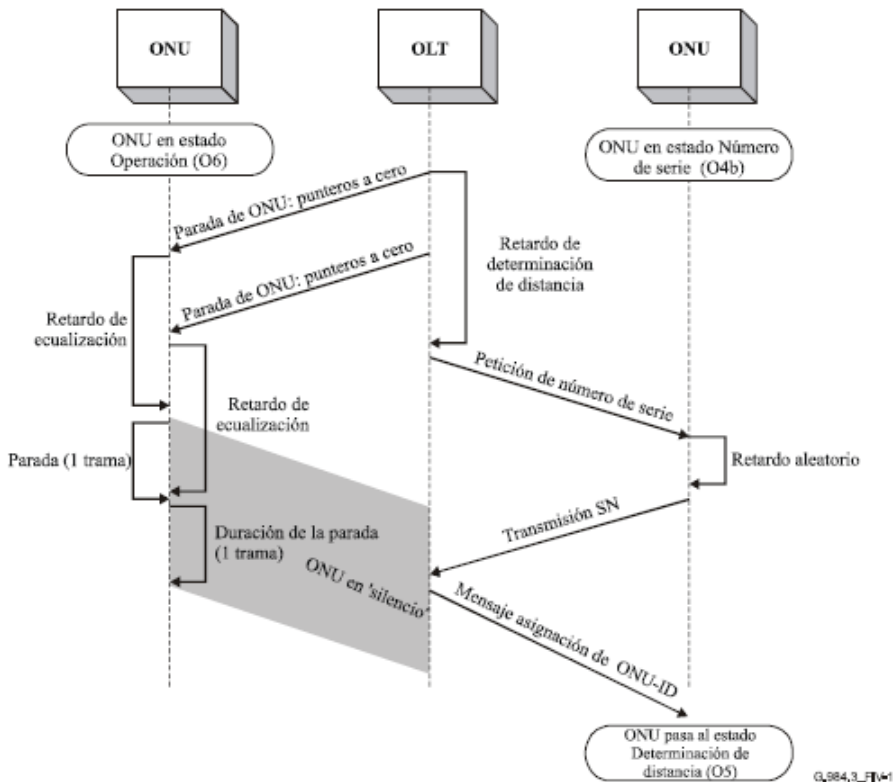 ONU
OLT
ONU
ONU en estado
Operación (O6)
ONU en estado Número
de serie (O4b)
Parada de ONU: punteros a cero
Retardo de
determinación
de distancia
Parada de ONU: punteros a cero
Retardo de
ecualización
Petición de número de serie
Retardo de
ecualización
Parada (1 trama)
Retardo aleatorio
Transmisión SN
Duración de la parada
(1 trama)
ONU en 'silencio'
Mensaje asignación de ONU-ID
ONU pasa al estado
Determinación de
distancia (O5)